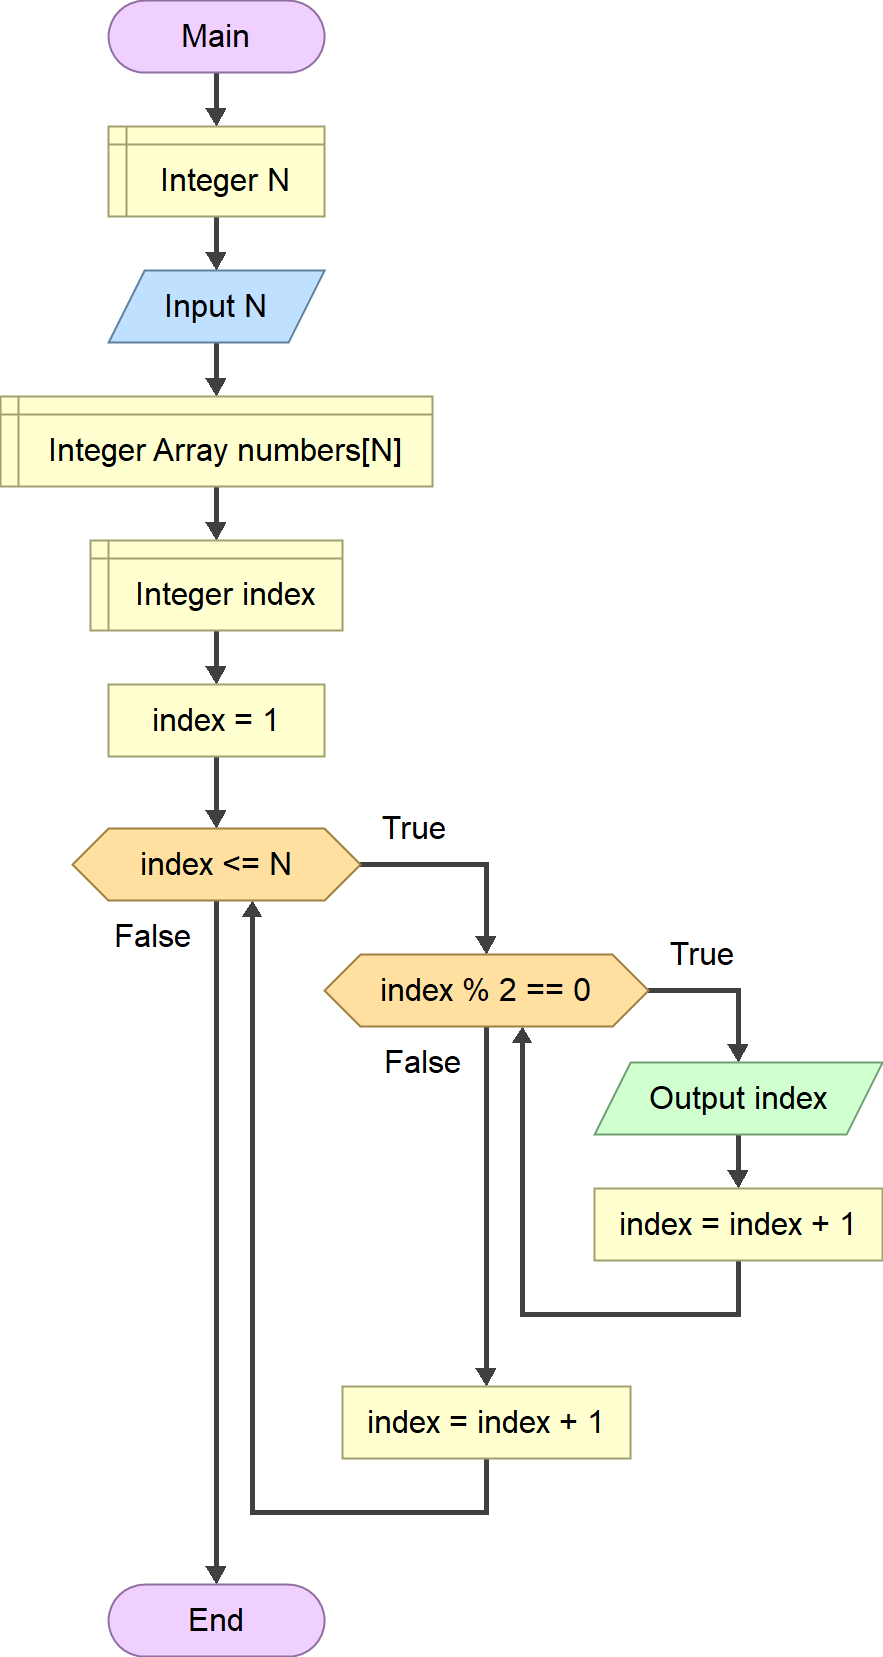 Main
Integer N
Input N
Integer Array numbers[N]
Integer index
index = 1
index <= N
True
False
index % 2 == 0
True
False
Output index
index = index + 1
index = index + 1
End